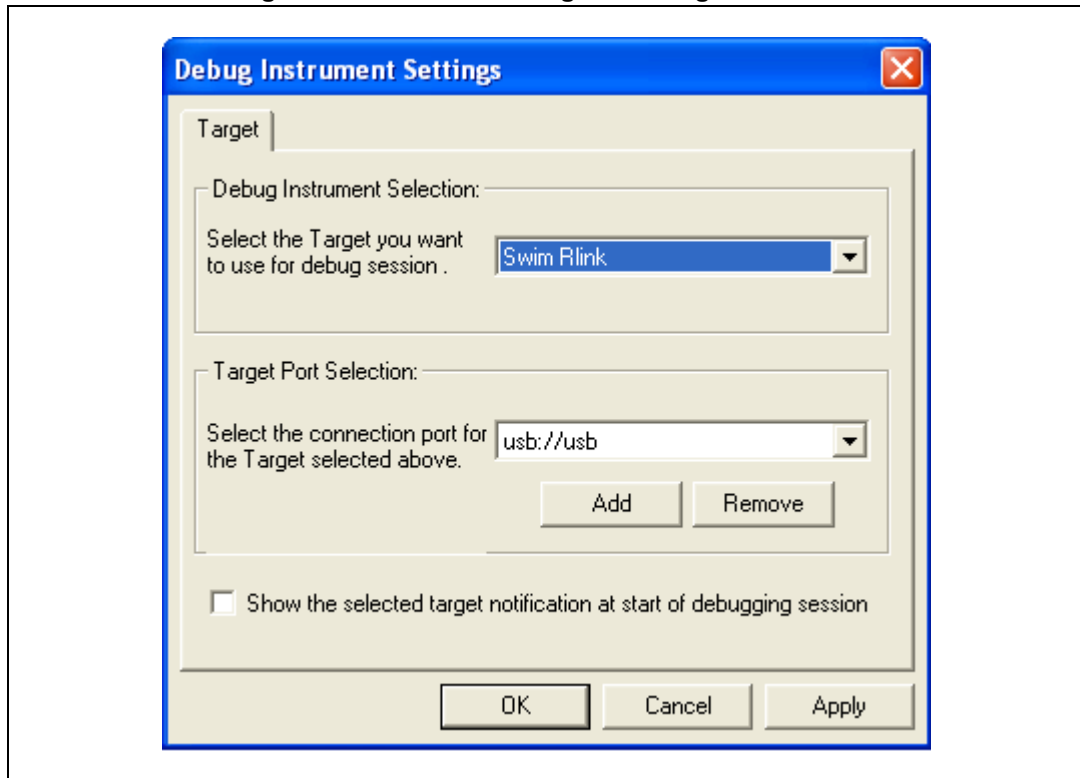 Debug Instrument Settings
Target
Debug Instrument Selection:
Select the Target you want
to use for debug session .
Swim Rlink
Target Port Selection:
Select the connection port for
the Target selected above.
usb://usb
Add
Remove
Show the selected target notification at start of debugging session
OK
Cancel
Apply